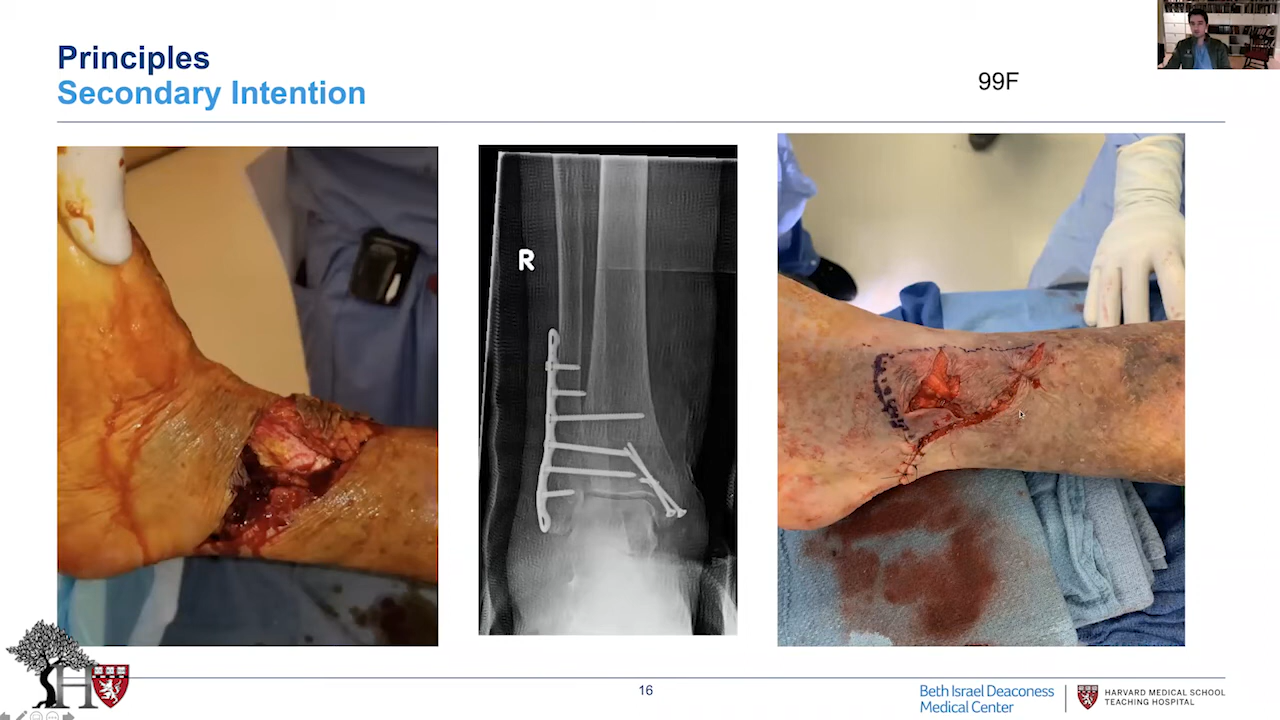 Principles
Secondary Intention
99F
R
H
16
Beth Israel Deaconess
Medical Center
HARVARD MEDICAL SCHOOL
TEACHING HOSPITAL